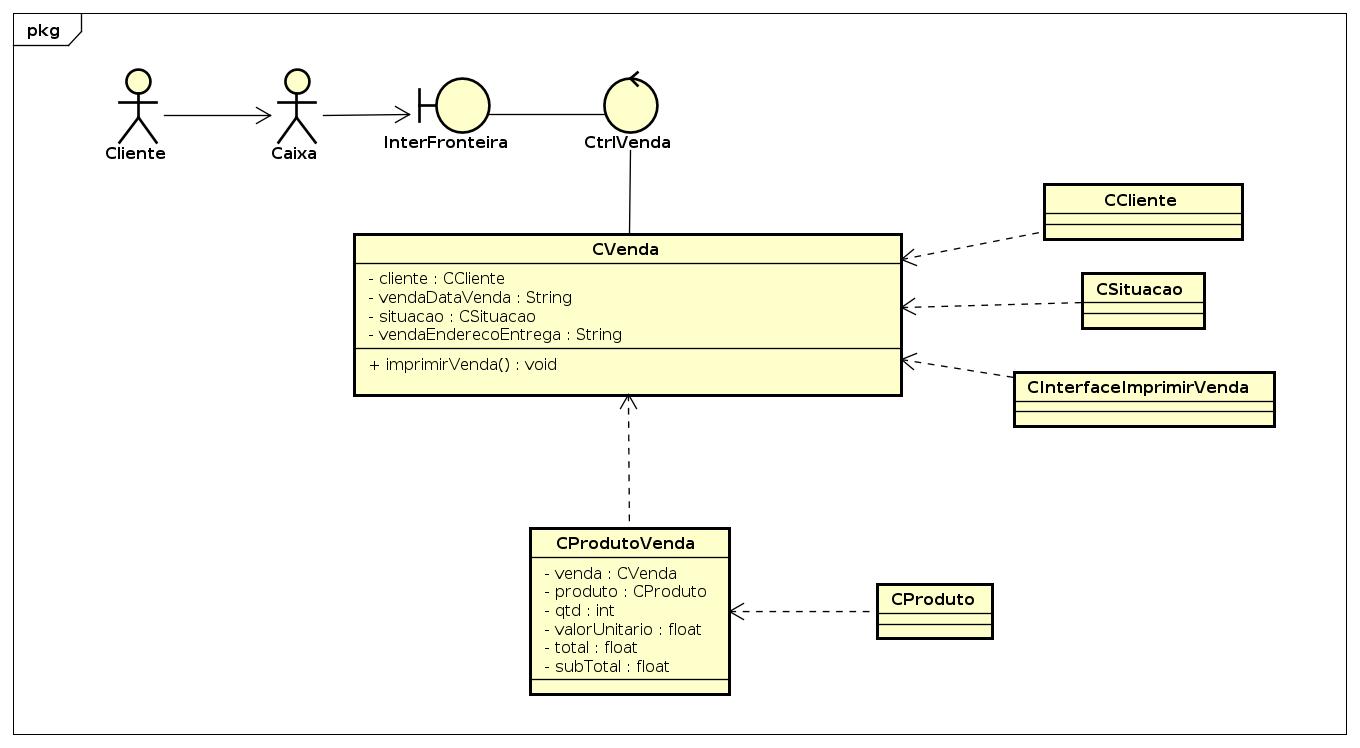 pkg
Cliente
Caixa
InterFronteira
CtrlVenda
CVenda
- cliente : CCliente
- vendaDataVenda : String
- situacao : CSituacao
- vendaEnderecoEntrega : String
+ imprimirVenda() : void
CCliente
CSituacao
CInterfaceImprimirVenda
CProdutoVenda
- venda : CVenda
- produto : CProduto
- qtd : int
- valorUnitario : float
- total : float
- subTotal : float
CProduto